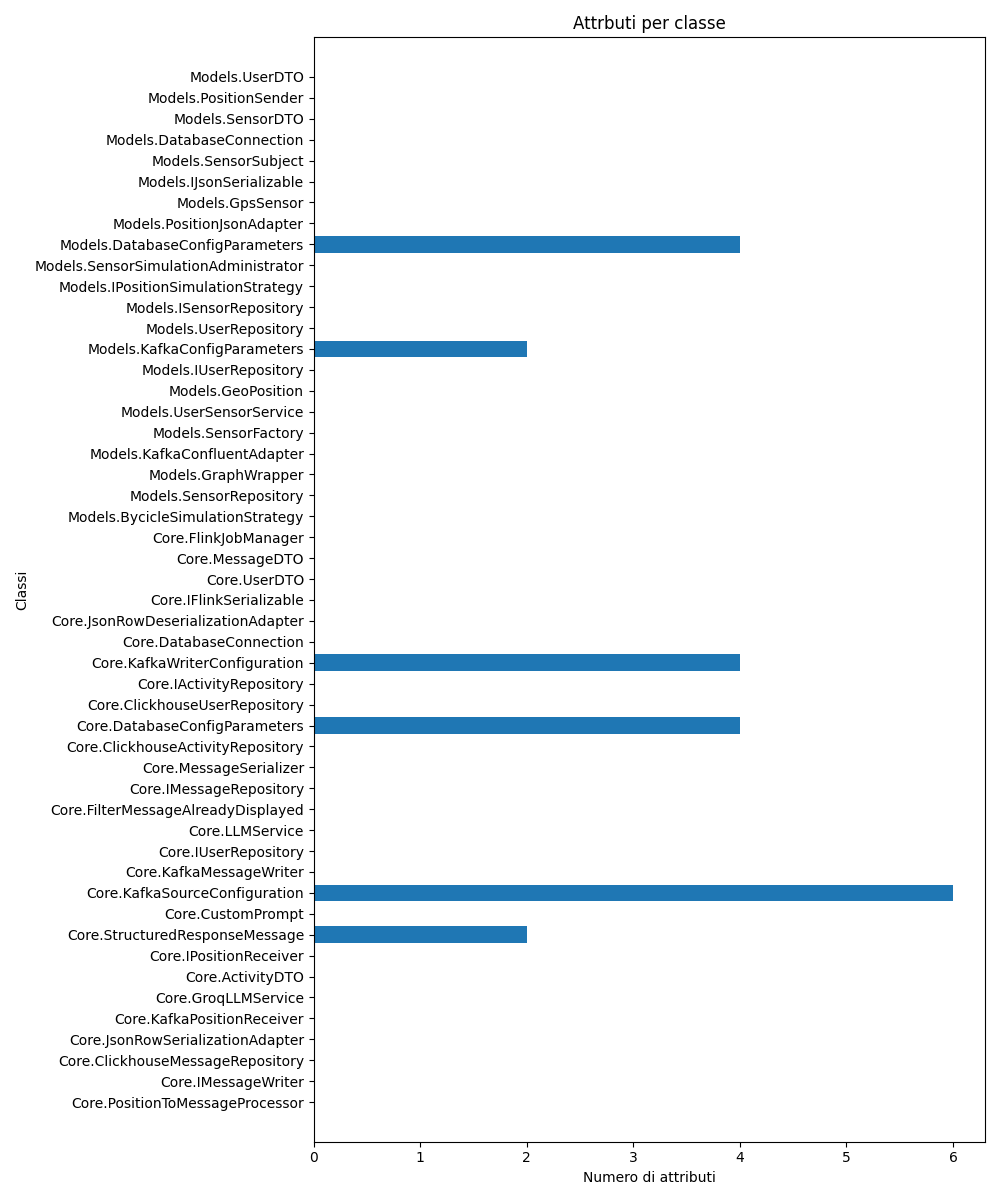 Attrbuti per classe
Models.UserDTO
Models.PositionSender
Models.SensorDTO
Models.DatabaseConnection
Models.SensorSubject
Models.IJsonSerializable
Models.GpsSensor
Models.PositionJsonAdapter
Models.DatabaseConfigParameters
Models.SensorSimulationAdministrator
Models.IPositionSimulationStrategy
Models.ISensorRepository
Models.UserRepository
Models.KafkaConfigParameters
Models.IUserRepository
Models.GeoPosition
Models.UserSensorService
Models.SensorFactory
Models.KafkaConfluentAdapter
Models.GraphWrapper
Models.SensorRepository
Models.BycicleSimulationStrategy
Core.FlinkJobManager
Core.MessageDTO
Core.UserDTO
Core.IFlinkSerializable
Core.JsonRowDeserializationAdapter
Core.DatabaseConnection
Core.KafkaWriterConfiguration
Core.IActivityRepository
Core.ClickhouseUserRepository
Core.DatabaseConfigParameters
Core.ClickhouseActivityRepository
Core.MessageSerializer
Core.IMessageRepository
Core.FilterMessageAlreadyDisplayed
Core.LLMService
Core.IUserRepository
Core.KafkaMessageWriter
Core.KafkaSourceConfiguration
Core.CustomPrompt
Core.StructuredResponseMessage
Core.IPositionReceiver
Core.ActivityDTO
Core.GroqLLMService
Core.KafkaPositionReceiver
Core.JsonRowSerializationAdapter
Core.ClickhouseMessageRepository
Core.IMessageWriter
Core.PositionToMessageProcessor
Classi
0 1 2 3 4 5 6
Numero di attributi